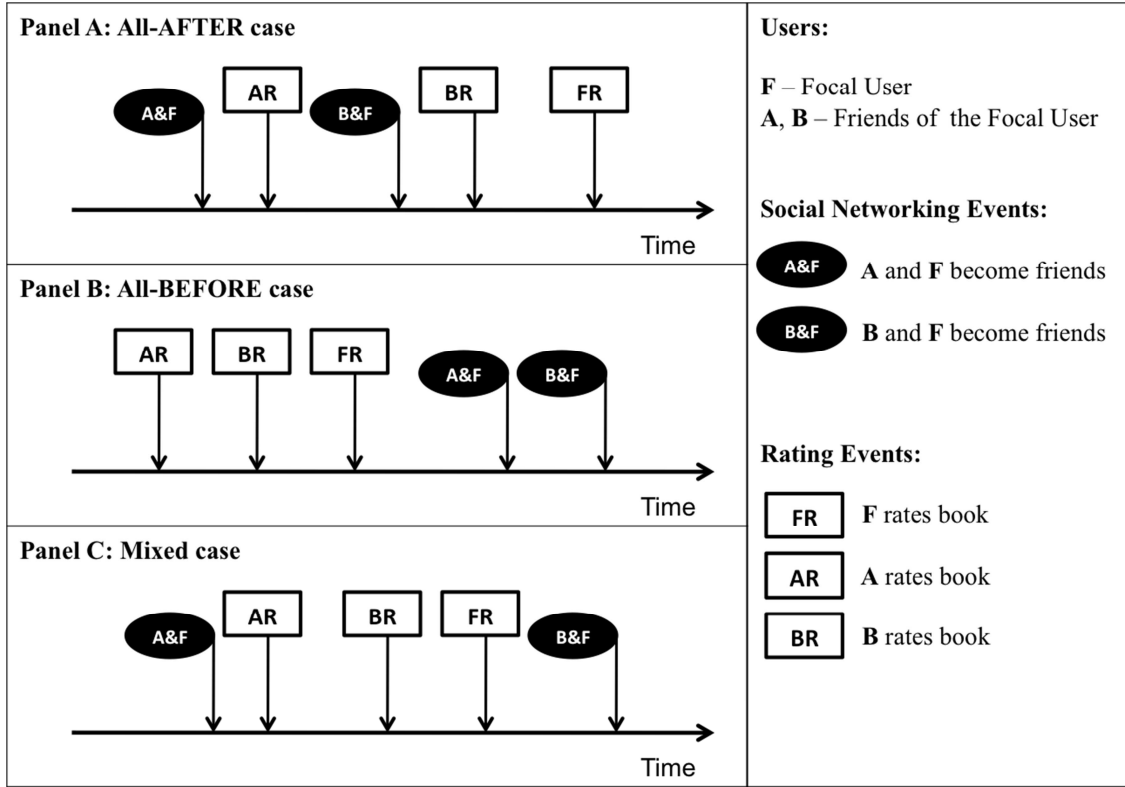 Panel A: All-AFTER case
A&F
AR
B&F
BR
FR
Time
Panel B: All-BEFORE case
AR
BR
FR
A&F
B&F
Time
Panel C: Mixed case
A&F
AR
BR
FR
B&F
Time
Users:
F – Focal User
A, B – Friends of the Focal User
Social Networking Events:
A&F A and F become friends
B&F B and F become friends
Rating Events:
FR F rates book
AR A rates book
BR B rates book